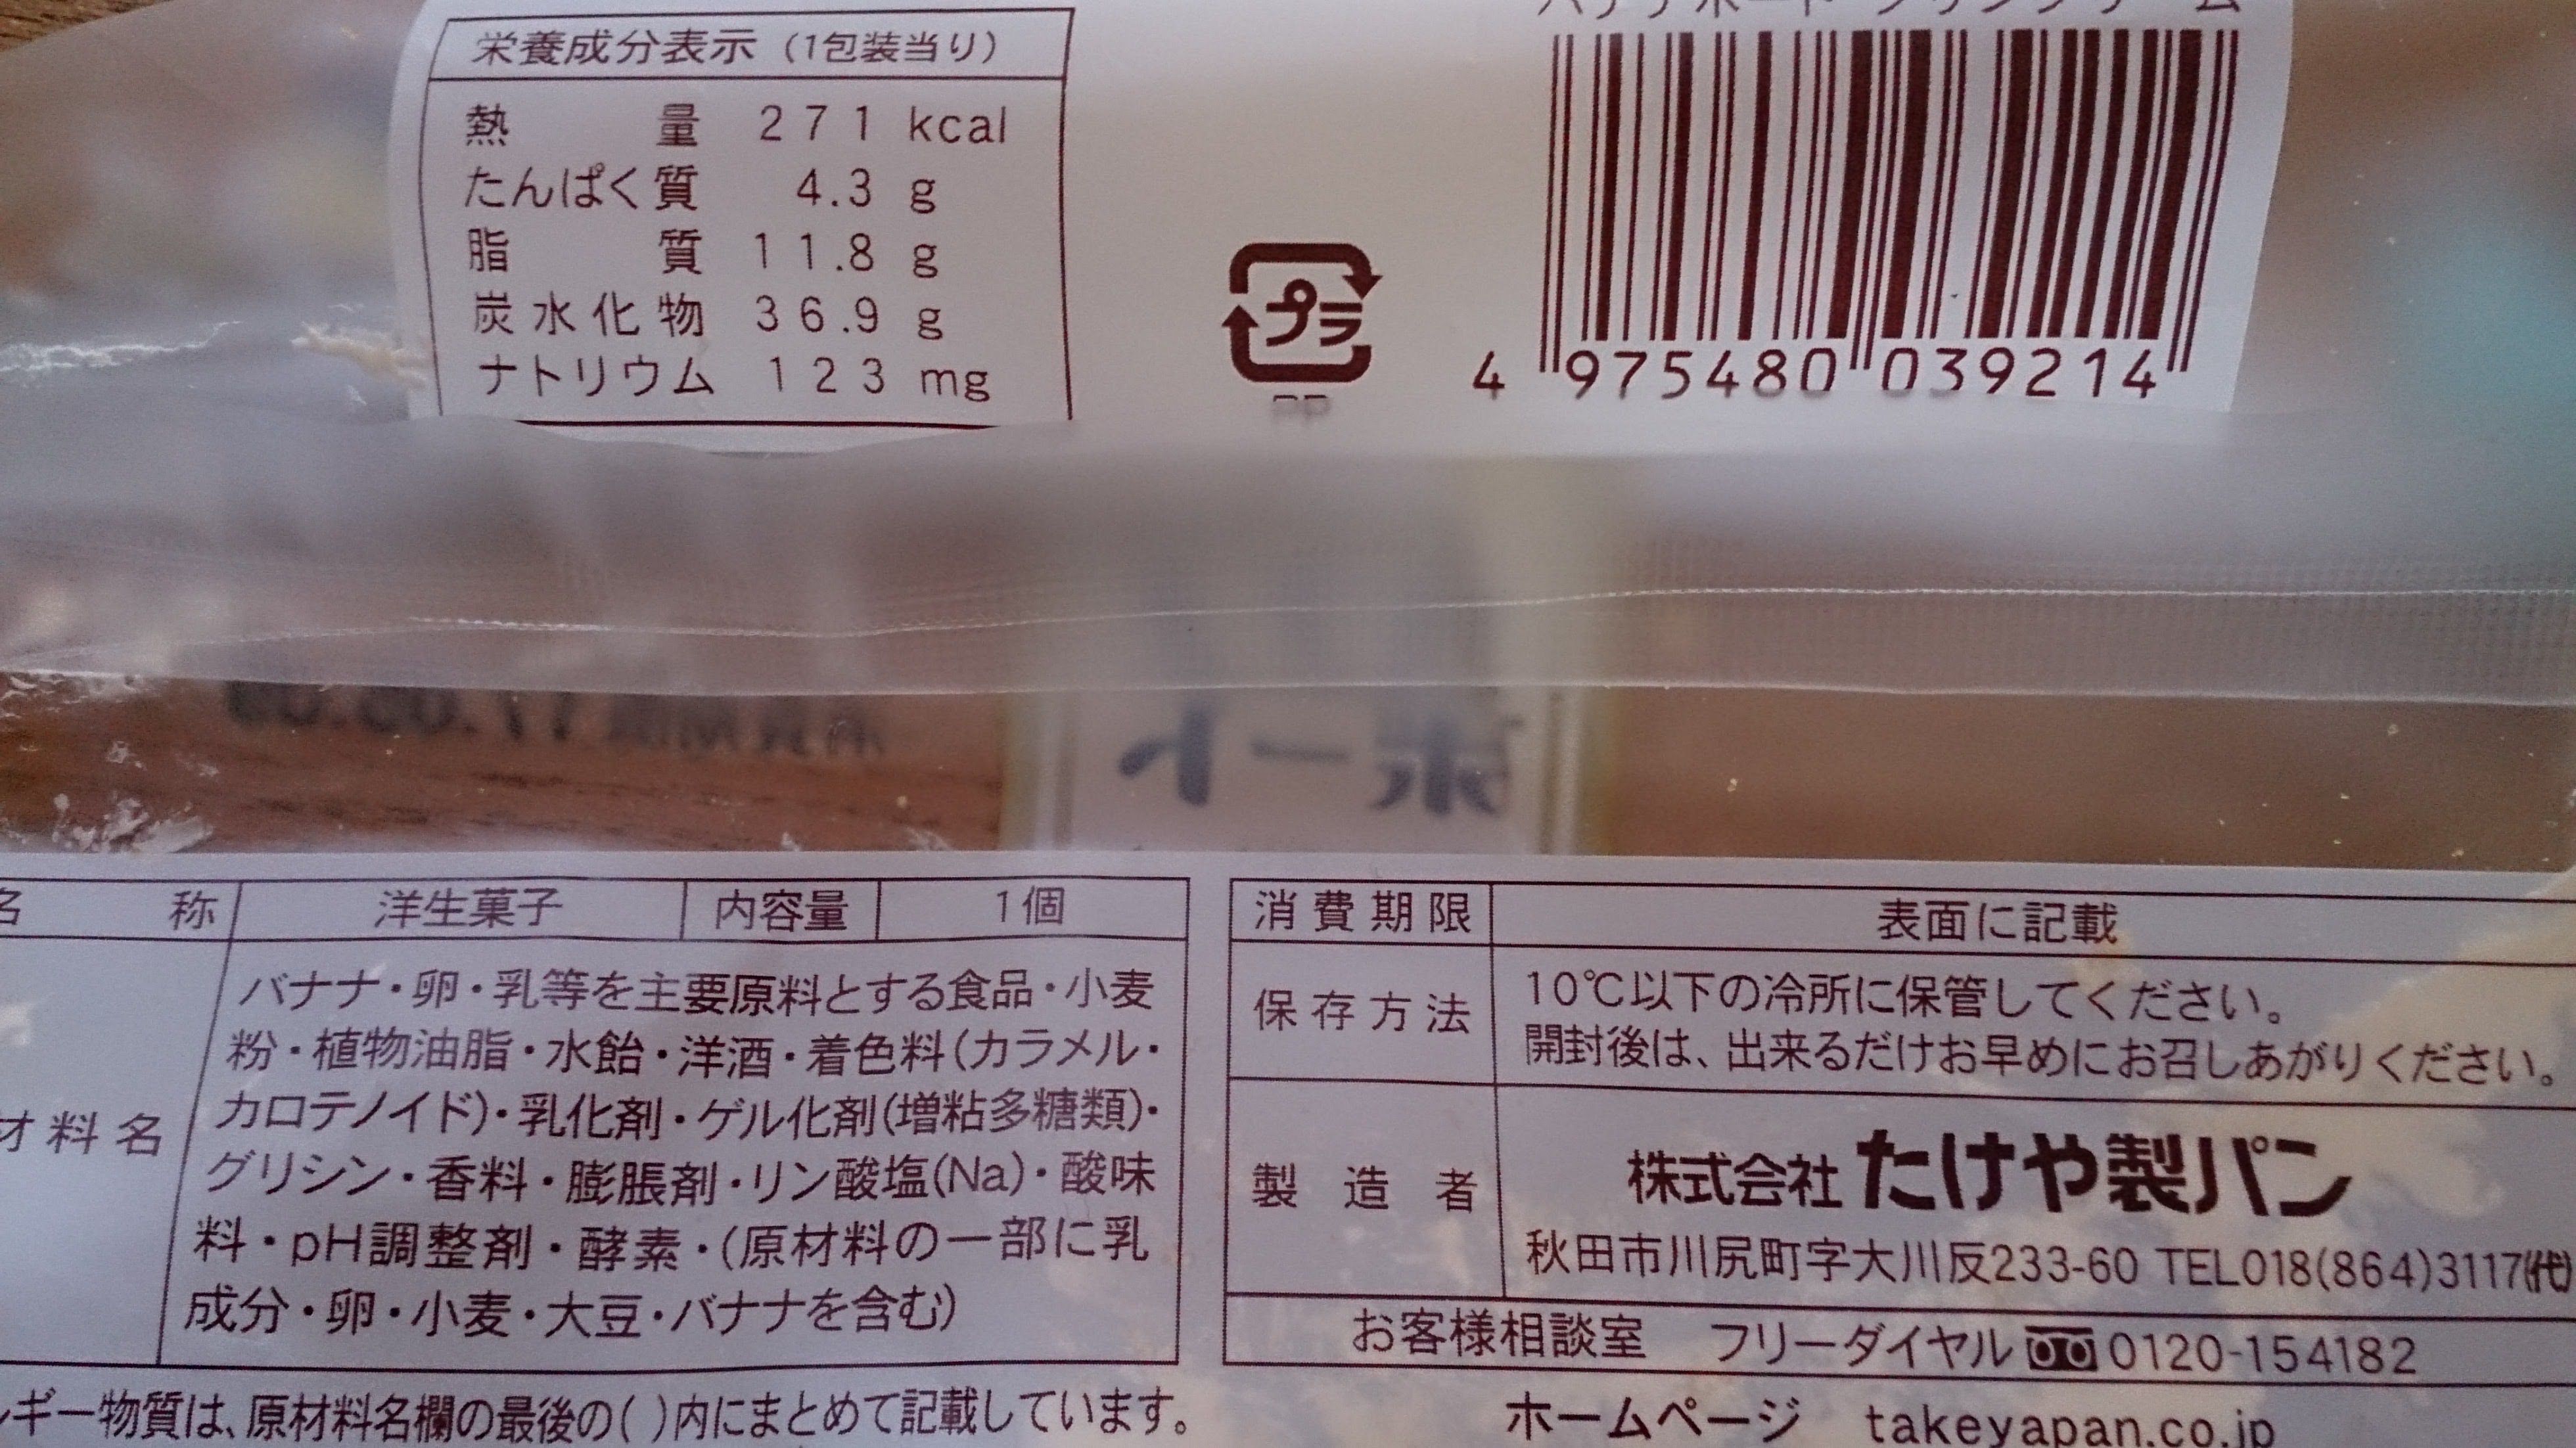 栄養成分表示（1包装当り）
熱量 271 kcal
たんぱく質 4.3 g
脂質 11.8 g
炭水化物 36.9 g
ナトリウム 123 mg
プラ
PP
4 975480 039214
名称 洋生菓子 内容量 1個
材料名 バナナ・卵・乳等を主要原料とする食品・小麦
粉・植物油脂・水飴・洋酒・着色料(カラメル・
カロテノイド)・乳化剤・ゲル化剤(増粘多糖類)・
グリシン・香料・膨脹剤・リン酸塩(Na)・酸味
料・pH調整剤・酵素・(原材料の一部に乳
成分・卵・小麦・大豆・バナナを含む)
ギー物質は、原材料名欄の最後の( )内にまとめて記載しています。
消費期限 表面に記載
保存方法 10℃以下の冷所に保管してください。
開封後は、出来るだけお早めにお召しあがりください。
製造者 株式会社たけや製パン
秋田市川尻町字大川反233-60 TEL018(864)3117(代)
お客様相談室 フリーダイヤル 0120-154182
ホームページ takeyapan.co.jp